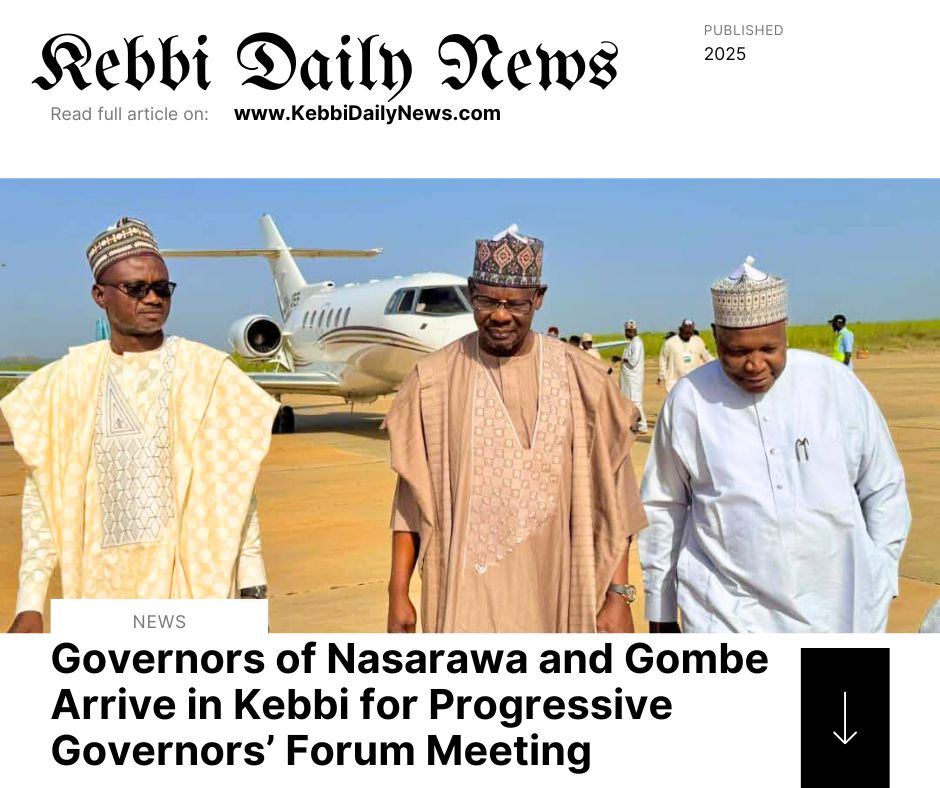 Kebbi Daily News
PUBLISHED
2025
Read full article on: www.KebbiDailyNews.com
NEWS
Governors of Nasarawa and Gombe
Arrive in Kebbi for Progressive
Governors’ Forum Meeting